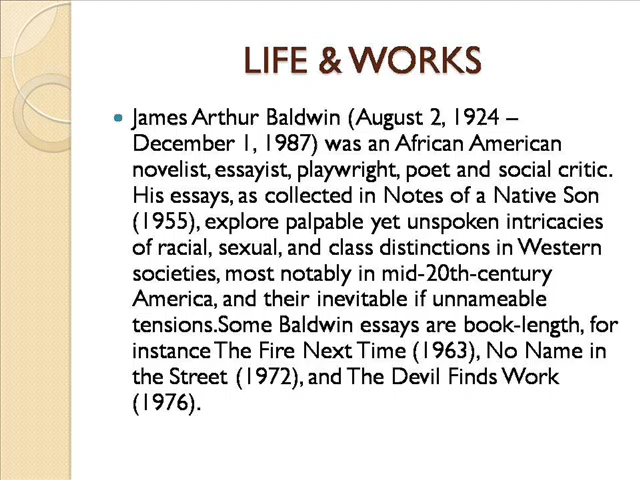 LIFE & WORKS
• James Arthur Baldwin (August 2, 1924 –
December 1, 1987) was an African American
novelist, essayist, playwright, poet and social critic.
His essays, as collected in Notes of a Native Son
(1955), explore palpable yet unspoken intricacies
of racial, sexual, and class distinctions in Western
societies, most notably in mid-20th-century
America, and their inevitable if unnameable
tensions.Some Baldwin essays are book-length, for
instance The Fire Next Time (1963), No Name in
the Street (1972), and The Devil Finds Work
(1976).